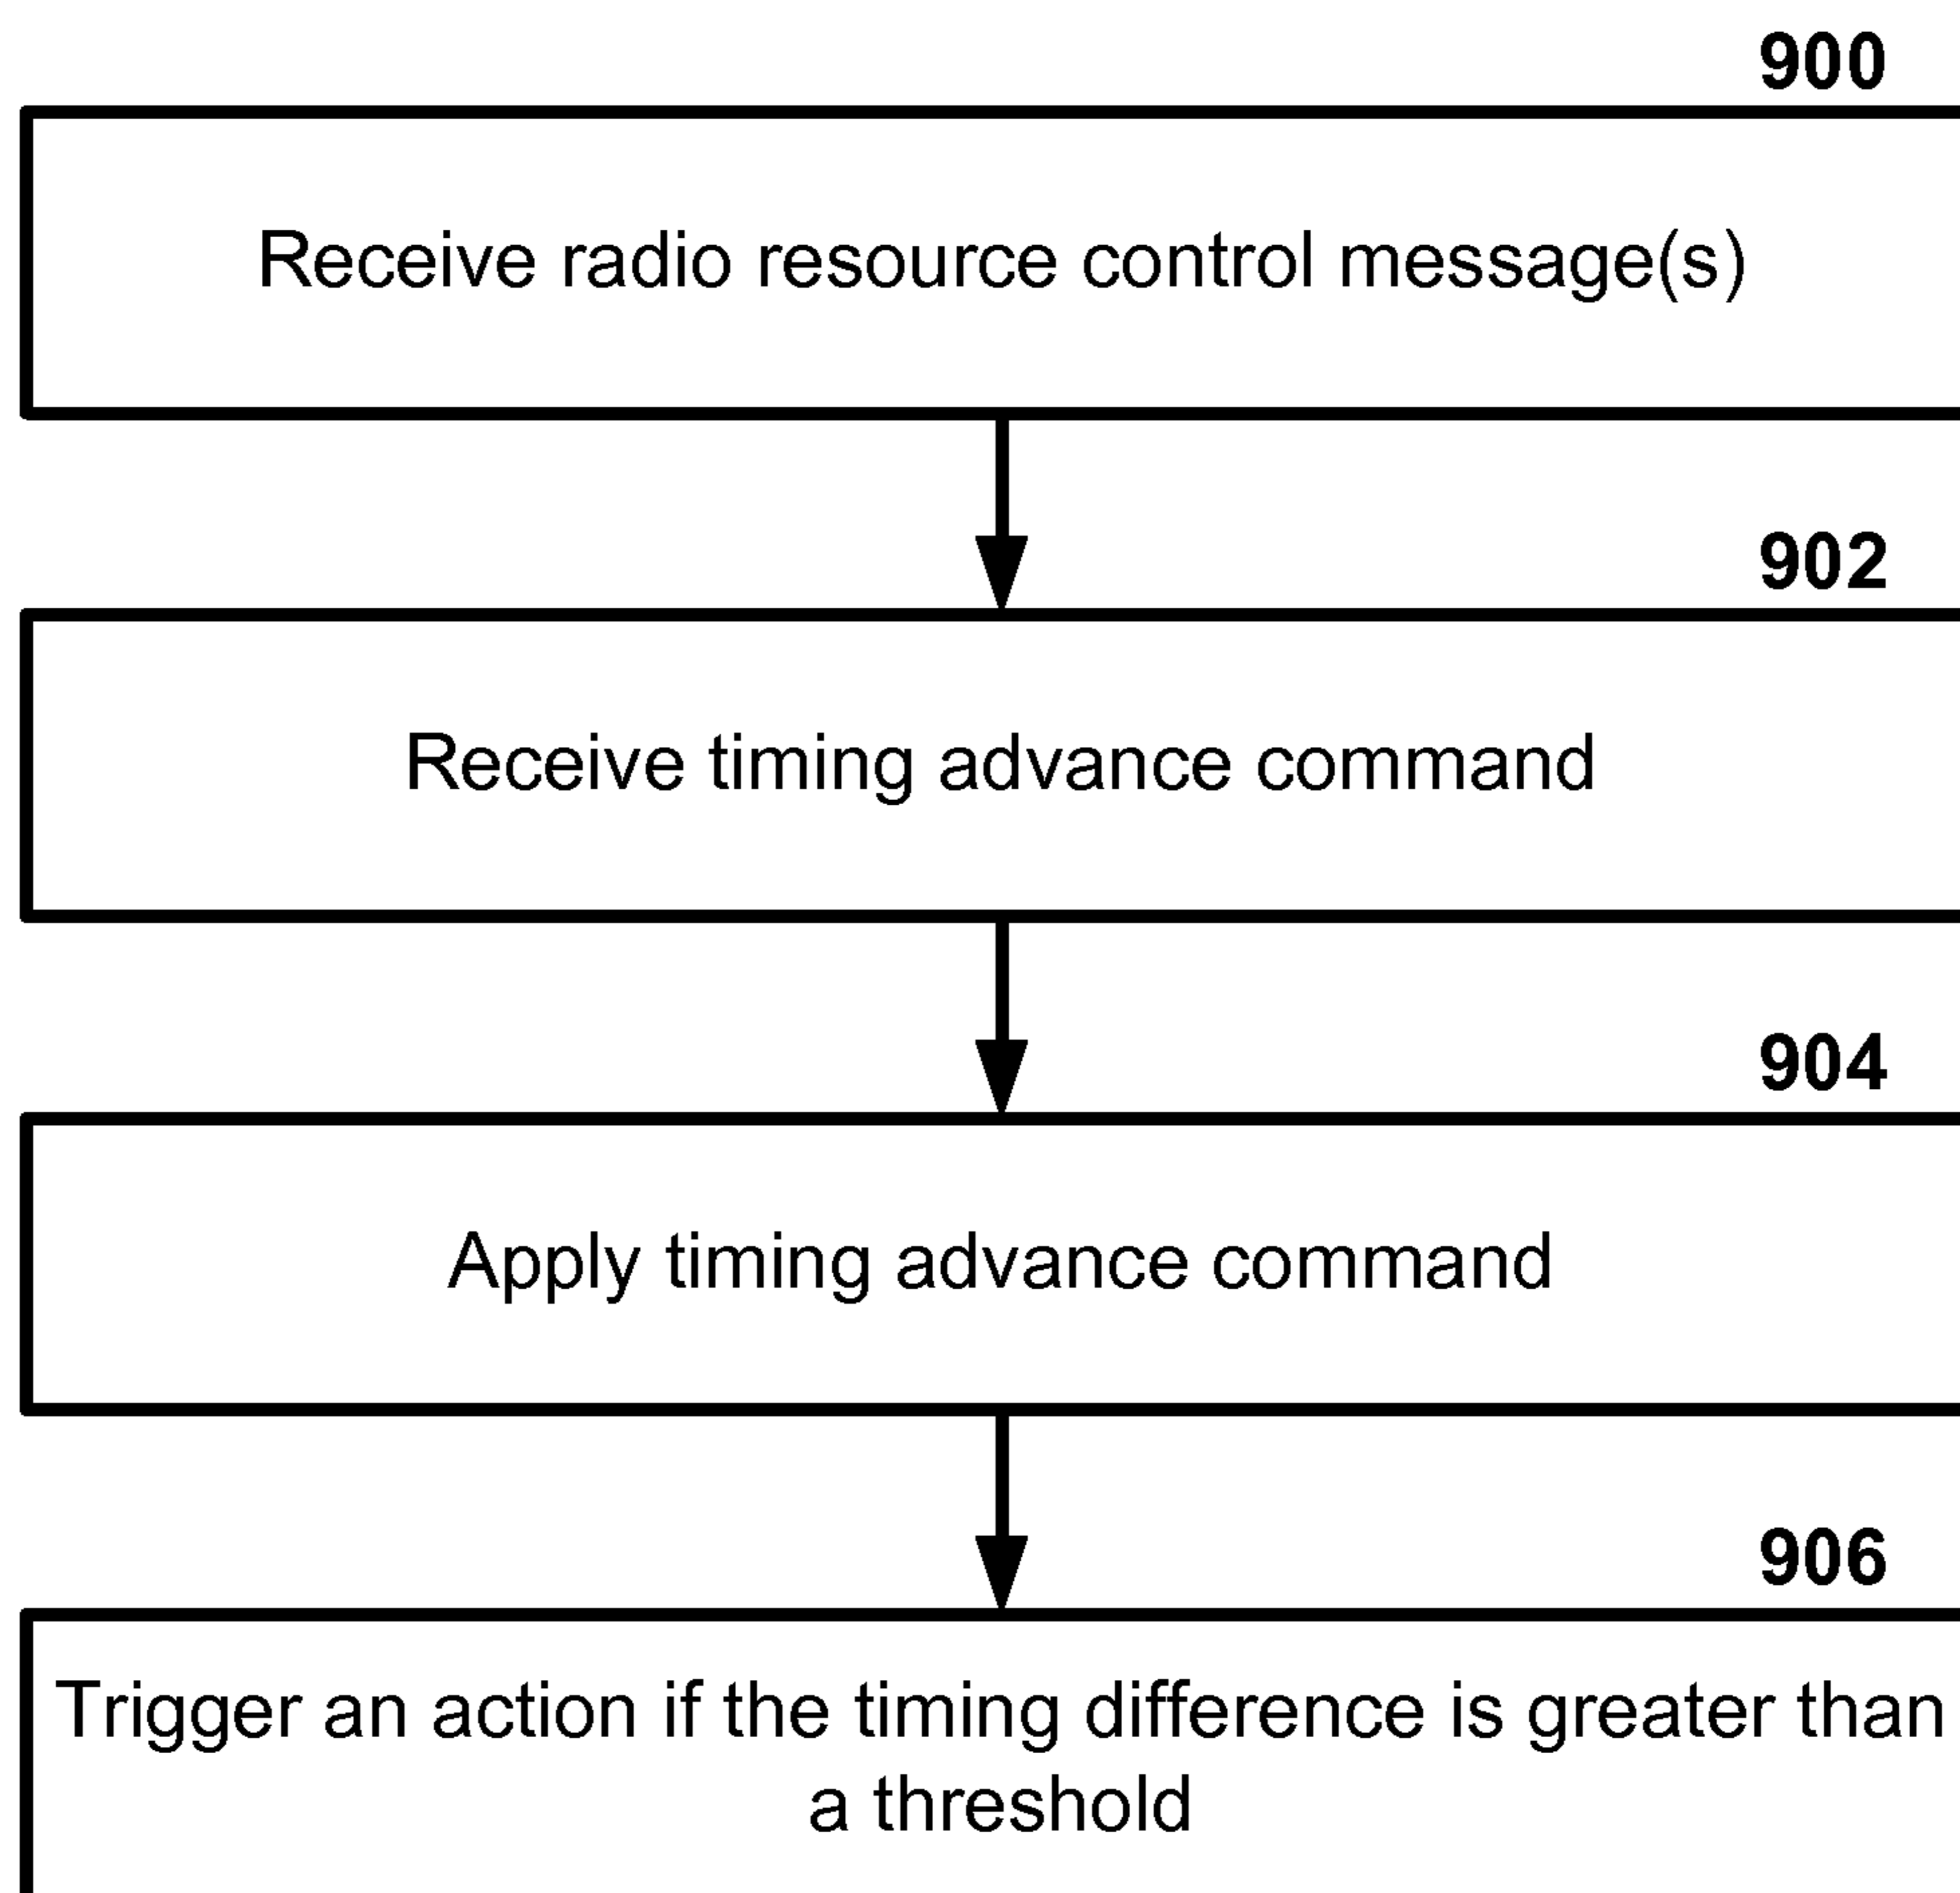 900
Receive radio resource control message(s)
902
Receive timing advance command
904
Apply timing advance command
906
Trigger an action if the timing difference is greater than
a threshold